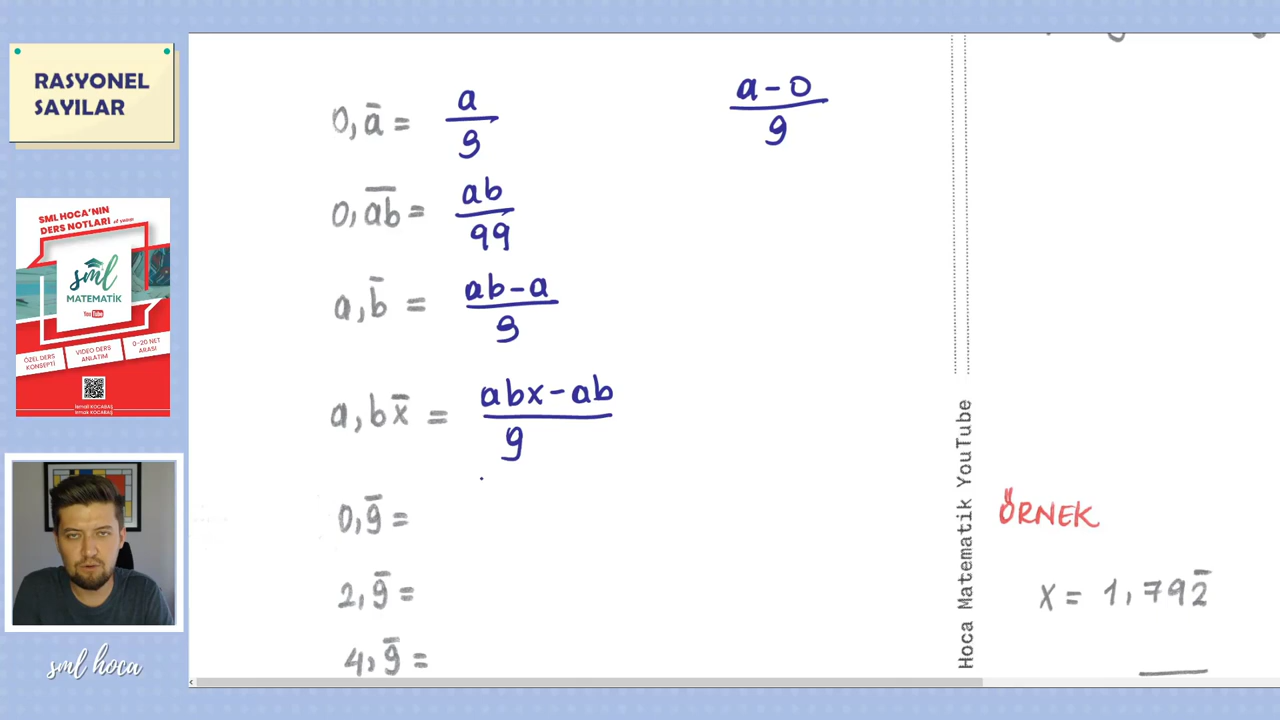 RASYONEL
SAYILAR
SML HOCA'NIN
DERS NOTLARI
sml
MATEMATİK
YouTube
ÖZEL DERS
KONSEPTİ
VIDEO DERS
ANLATIM
0-20 NET
ARASI
sml hoca
0,a̅ = a/9
a-0/9
0,a̅b̅ = ab/99
a,b̅ = ab-a/9
a,bx̅ = abx-ab/9
0,9̅ =
2,9̅ =
4,9̅ =
Hoca Matematik YouTube
ÖRNEK
x = 1,792̅